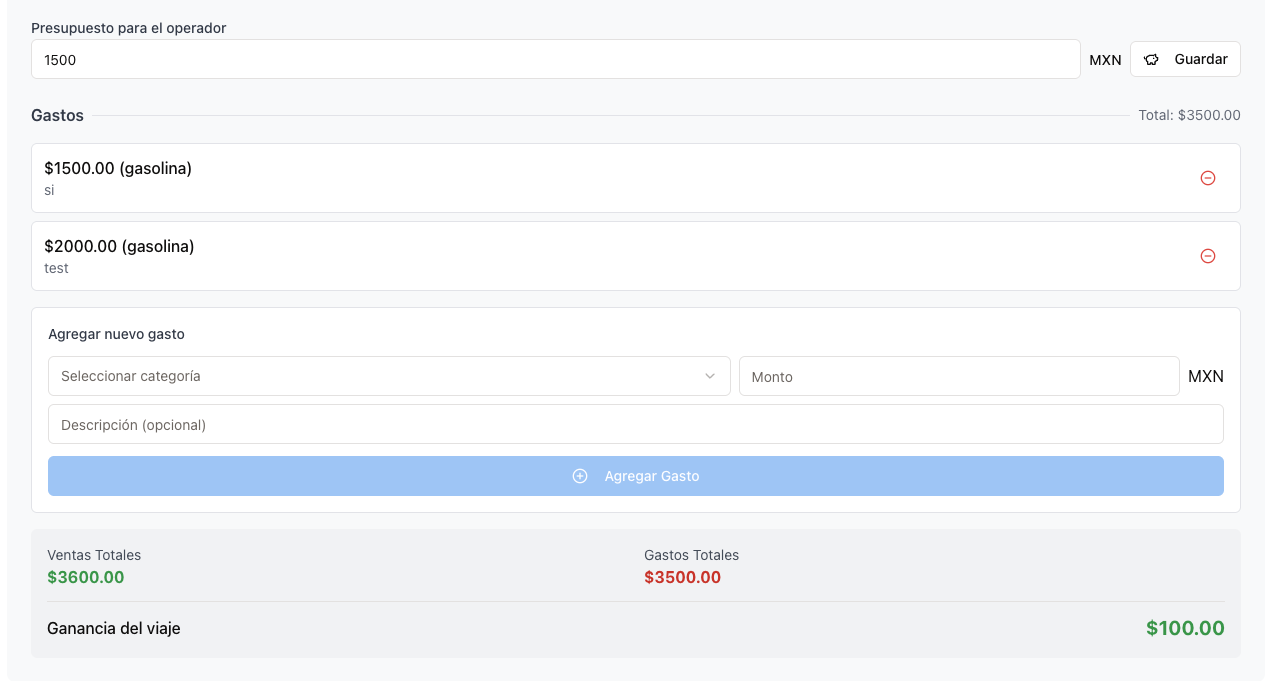 Presupuesto para el operador
1500 MXN Guardar
Gastos Total: $3500.00
$1500.00 (gasolina)
si
$2000.00 (gasolina)
test
Agregar nuevo gasto
Seleccionar categoría Monto MXN
Descripción (opcional)
Agregar Gasto
Ventas Totales Gastos Totales
$3600.00 $3500.00
Ganancia del viaje $100.00